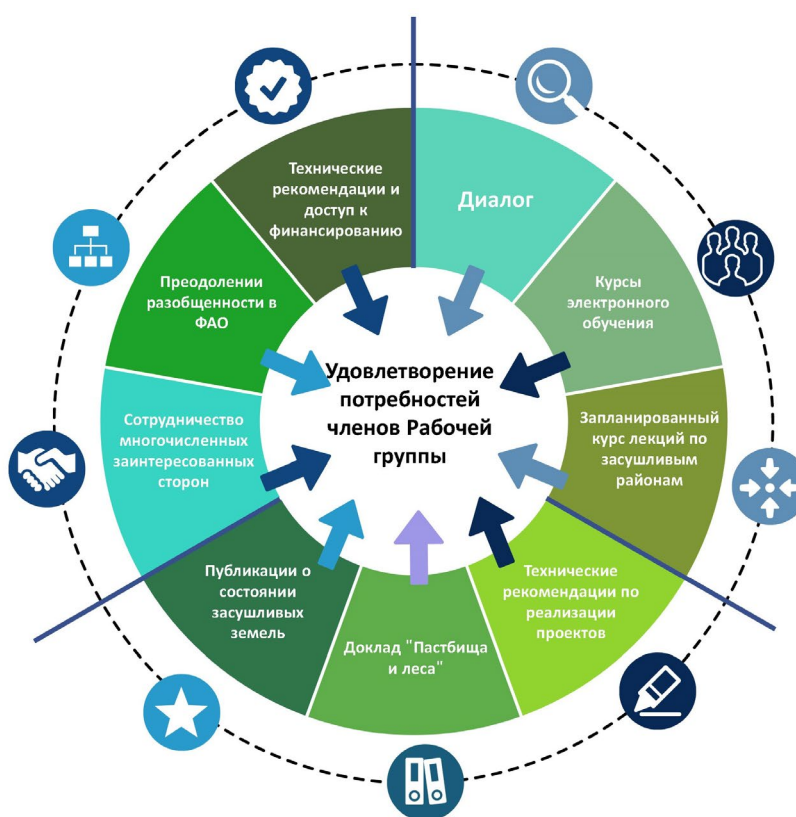 Технические
рекомендации и
доступ к
финансированию
Диалог
Курсы
электронного
обучения
Запланированный
курс лекций по
засушливым
районам
Технические
рекомендации по
реализации
проектов
Доклад "Пастбища
и леса"
Публикации о
состоянии
засушливых
земель
Сотрудничество
многочисленных
заинтересованных
сторон
Преодолении
разобщенности в
ФАО
Удовлетворение
потребностей
членов Рабочей
группы